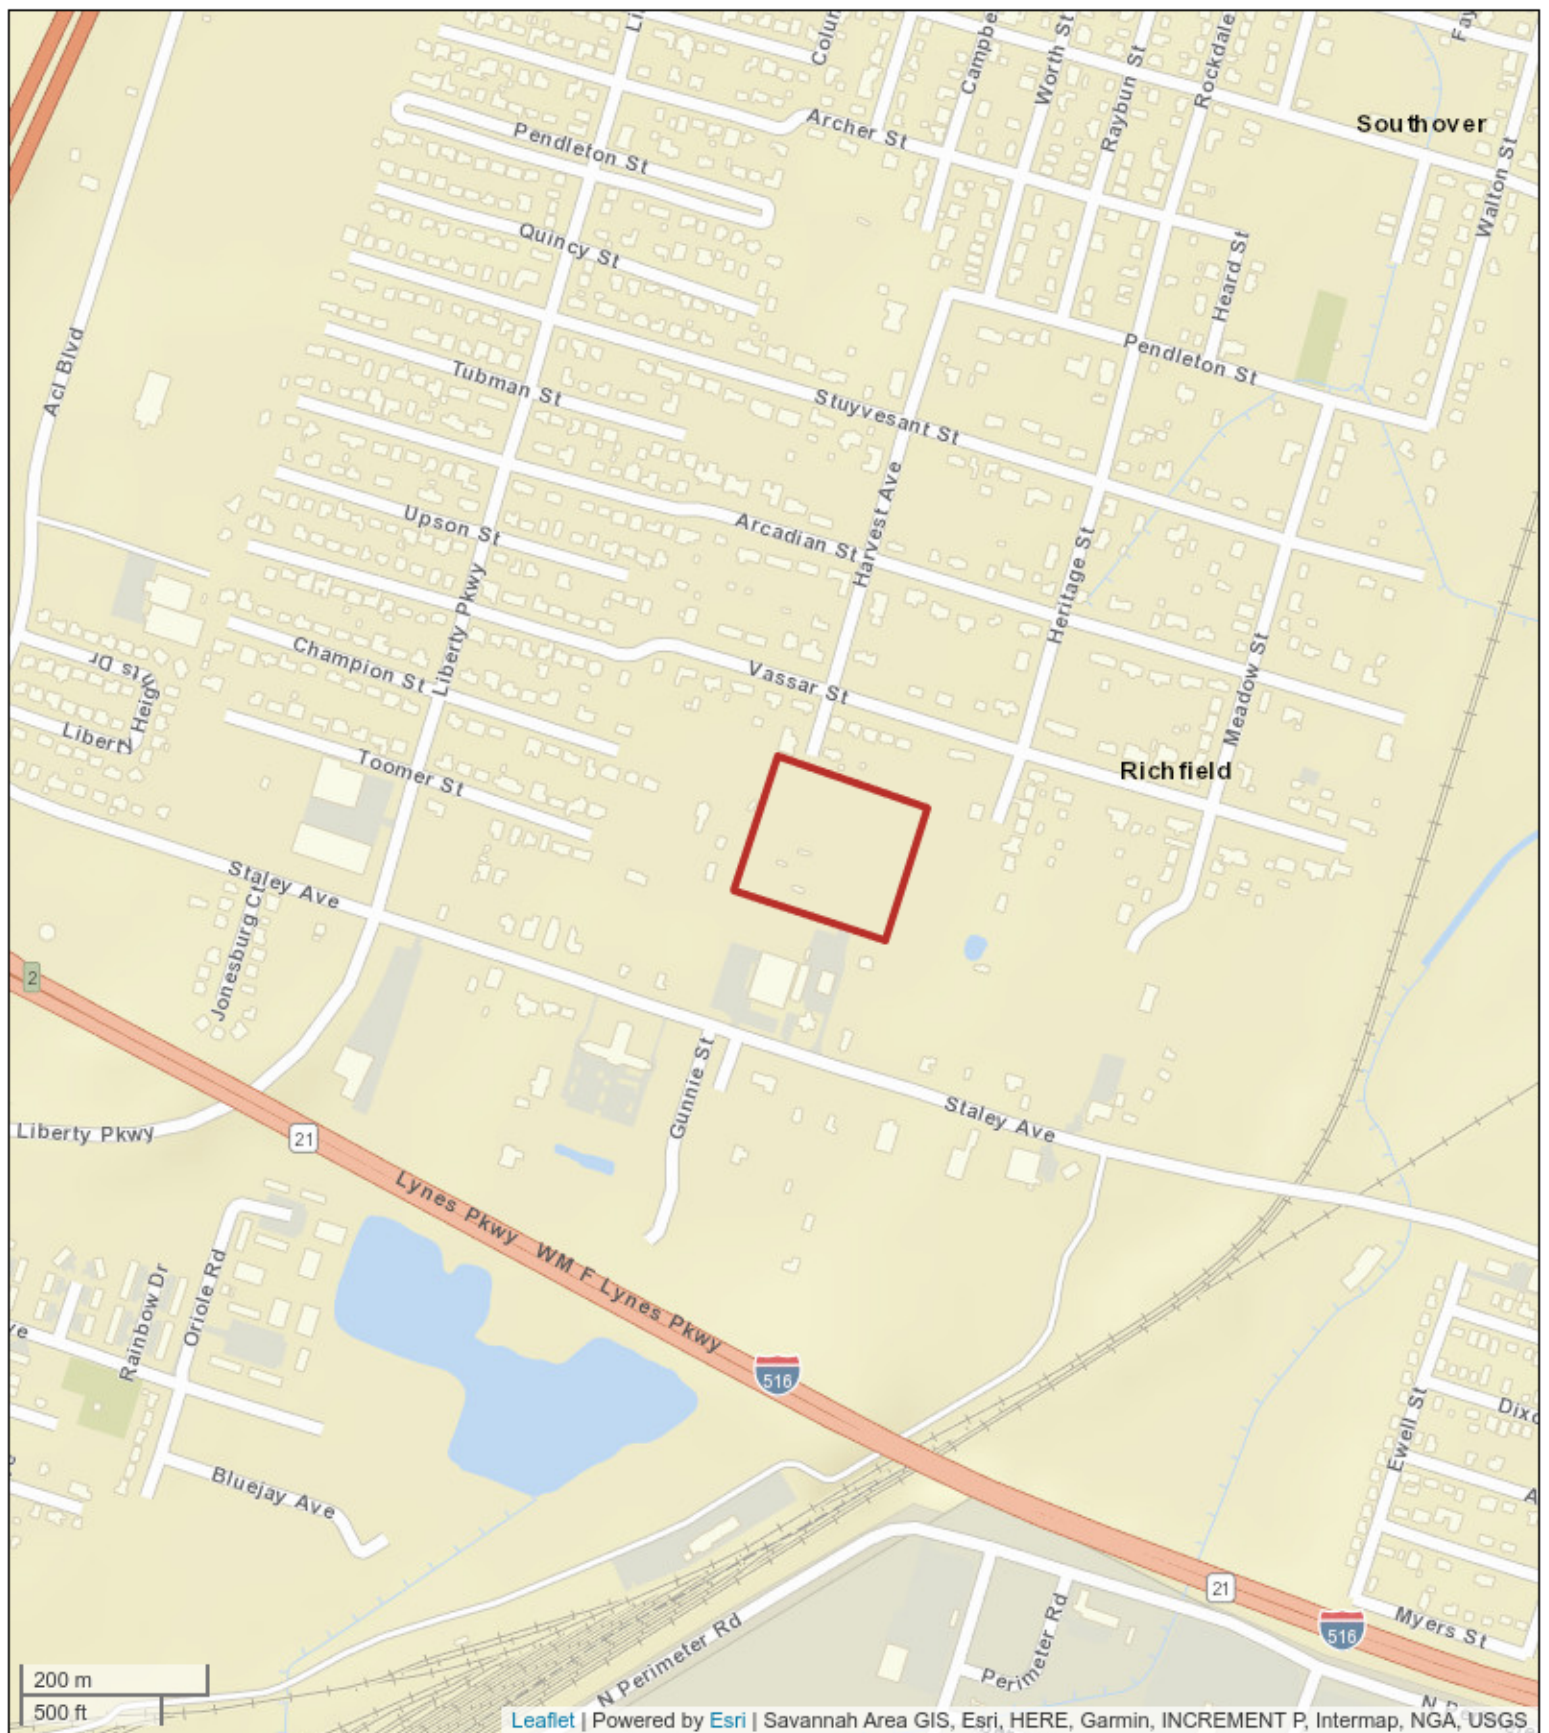 Archer St
Worth St
Raybun St
Rockdale
Southover
Walton St
Pendleton St
Quincy St
Heard St
Acl Blvd
Pendleton St
Tubman St
Stuyvesant St
Harvest Ave
Upson St
Arcadian St
Heritage St
Liberty Pkwy
Champion St
Vassar St
Meadow St
Liberty Heights Dr
Toomer St
Richfield
Staley Ave
Jonesburg Ct
2
Gunnie St
Staley Ave
Liberty Pkwy
21
Lynes Pkwy
WM F Lynes Pkwy
Rainbow Dr
Oriole Rd
516
Ewell St
Bluejay Ave
21
516
Myers St
N Perimeter Rd
Perimeter Rd
200 m
500 ft
Leaflet | Powered by Esri | Savannah Area GIS, Esri, HERE, Garmin, INCREMENT P, Intermap, NGA, USGS